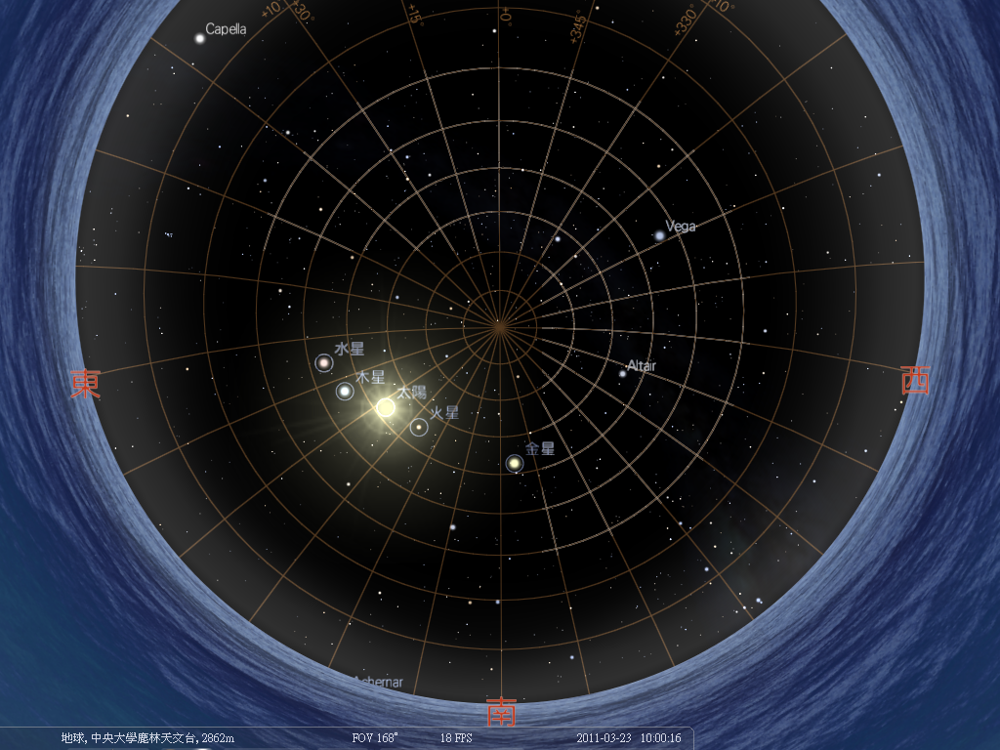 +10°
+30°
+15°
+0°
+345°
+330°
+10°
Capella
Vega
水星
木星
太陽
火星
金星
Altair
東
西
Achernar
南
地球, 中央大學鹿林天文台, 2862m
FOV 168°
18 FPS
2011-03-23 10:00:16